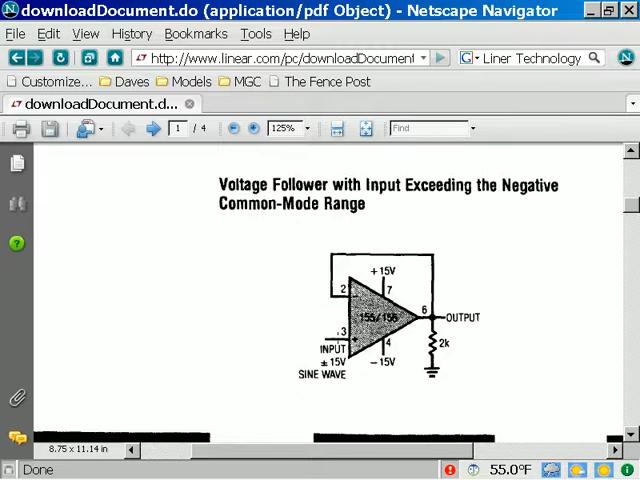 downloadDocument.do (application/pdf Object) - Netscape Navigator
File Edit View History Bookmarks Tools Help
http://www.linear.com/pc/downloadDocument
G Liner Technology
Customize... Daves Models MGC The Fence Post
downloadDocument.d...
1 / 4 125% Find
Voltage Follower with Input Exceeding the Negative
Common-Mode Range
+15V
2 7
−
155/156 6 OUTPUT
3
+ 4 2k
INPUT
±15V −15V
SINE WAVE
8.75 x 11.14 in
Done 55.0°F